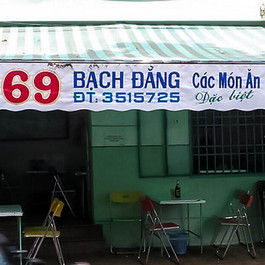 69 BẠCH ĐẰNG Các Món Ăn
ĐT: 3515725 Đặc biệt